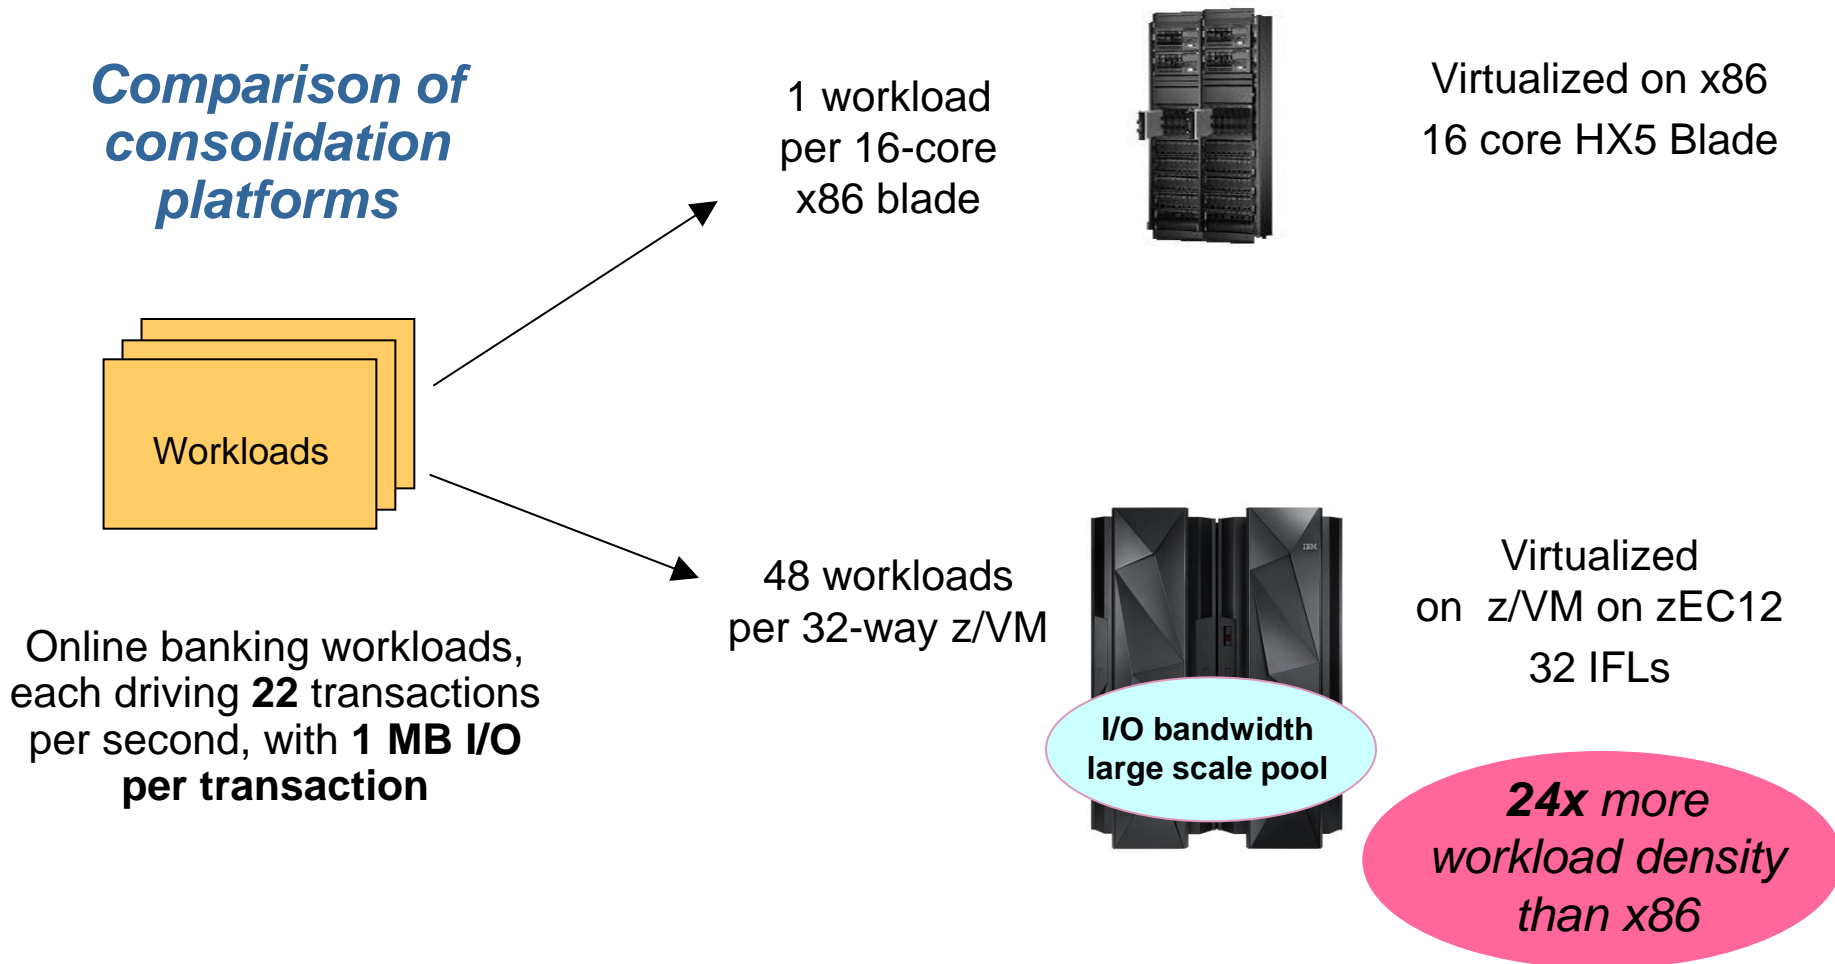 Comparison of
consolidation
platforms
1 workload
per 16-core
x86 blade
Virtualized on x86
16 core HX5 Blade
Workloads
Online banking workloads,
each driving 22 transactions
per second, with 1 MB I/O
per transaction
48 workloads
per 32-way z/VM
IBM
I/O bandwidth
large scale pool
Virtualized
on z/VM on zEC12
32 IFLs
24x more
workload density
than x86